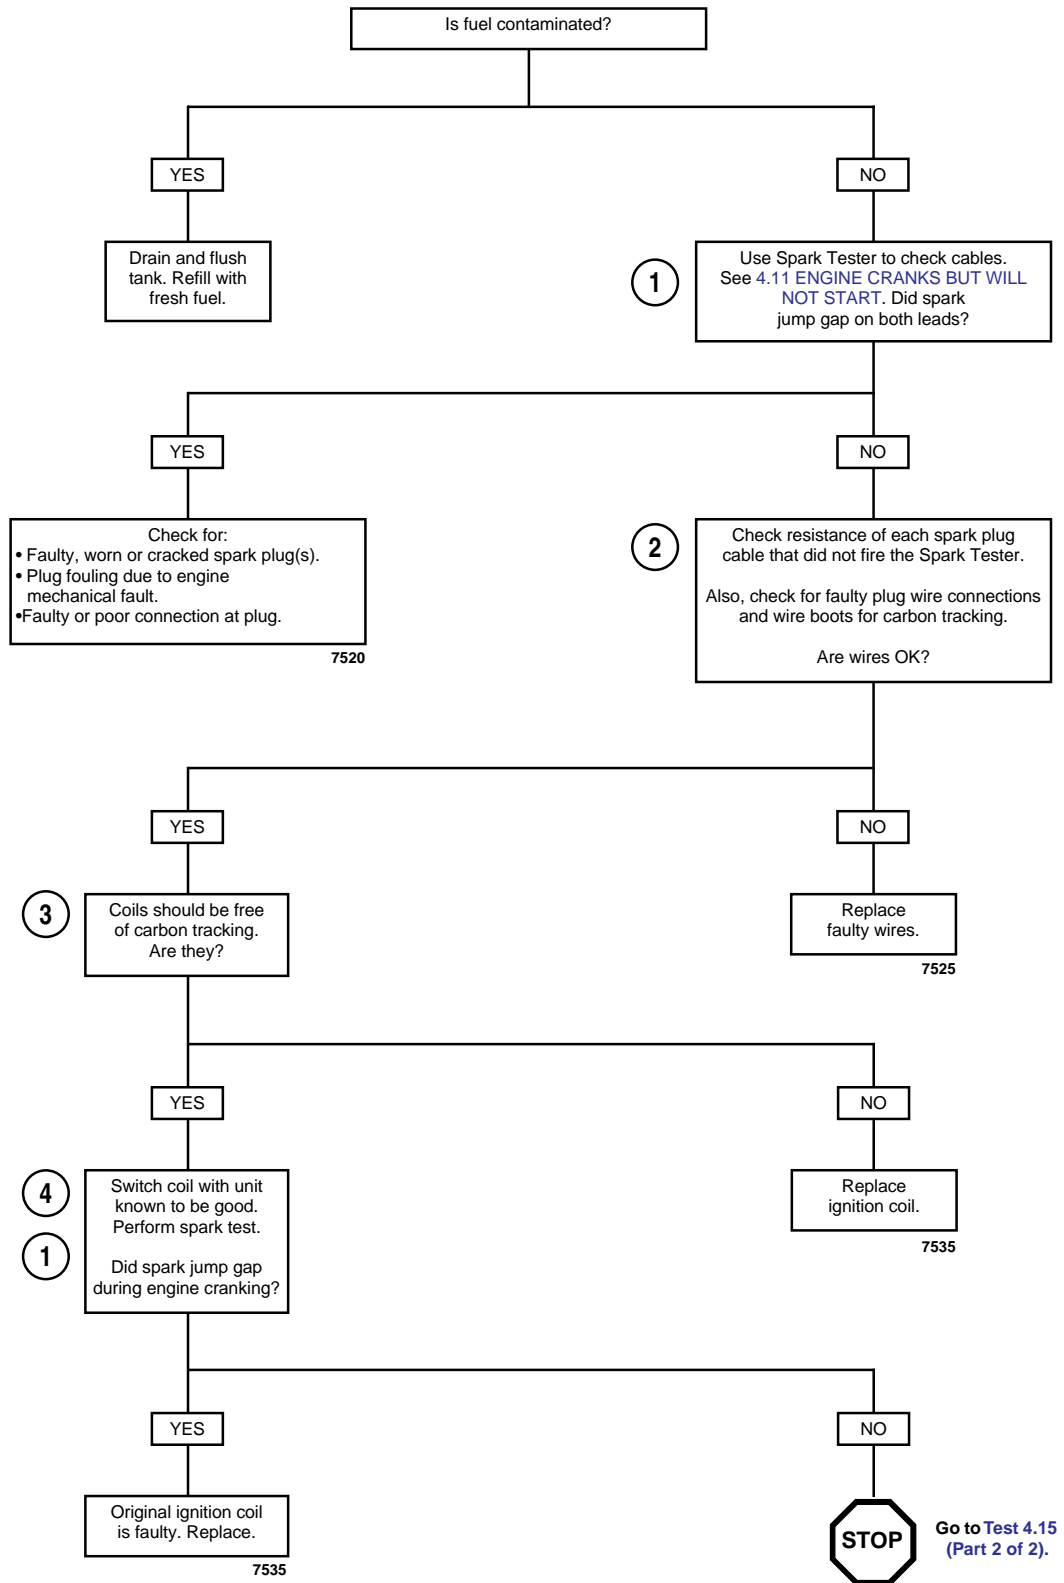 Is fuel contaminated?
YES
NO
Drain and flush
tank. Refill with
fresh fuel.
1
Use Spark Tester to check cables.
See 4.11 ENGINE CRANKS BUT WILL
NOT START. Did spark
jump gap on both leads?
YES
NO
Check for:
• Faulty, worn or cracked spark plug(s).
• Plug fouling due to engine
mechanical fault.
•Faulty or poor connection at plug.
7520
2
Check resistance of each spark plug
cable that did not fire the Spark Tester.
Also, check for faulty plug wire connections
and wire boots for carbon tracking.
Are wires OK?
YES
NO
3
Coils should be free
of carbon tracking.
Are they?
Replace
faulty wires.
7525
YES
NO
4
1
Switch coil with unit
known to be good.
Perform spark test.
Did spark jump gap
during engine cranking?
Replace
ignition coil.
7535
YES
NO
Original ignition coil
is faulty. Replace.
7535
STOP
Go to Test 4.15
(Part 2 of 2).